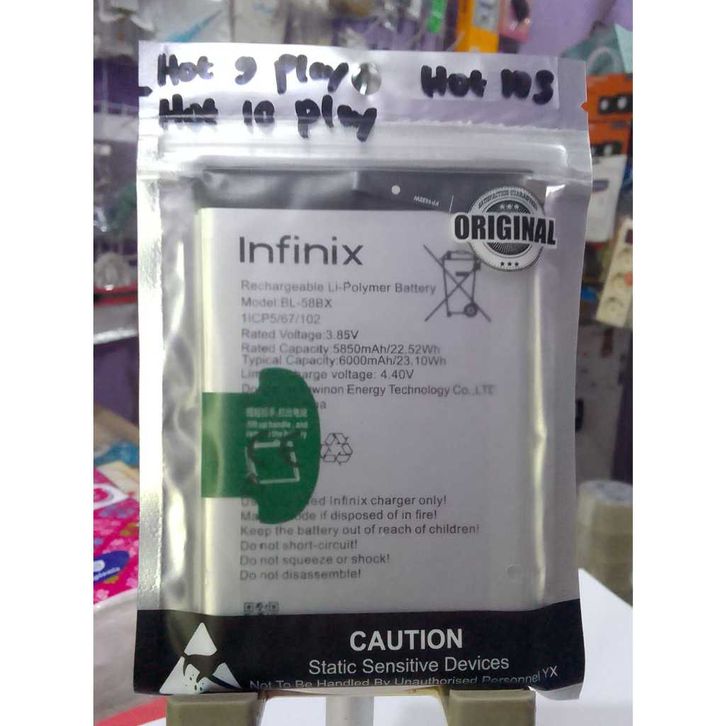 Hot 9 Play Hot 10S
Hot 10 Play
SATISFACTION GUARANTEED
ORIGINAL
Infinix
Rechargeable Li-Polymer Battery
Model:BL-58BX
1ICP5/67/102
Rated Voltage:3.85V
Rated Capacity:5850mAh/22.52Wh
Typical Capacity:6000mAh/23.10Wh
voltage: 4.40V
Energy Technology Co.,LTD
Infinix charger only!
if disposed of in fire!
Keep the battery out of reach of children!
Do not short-circuit!
Do not squeeze or shock!
Do not disassemble!
CAUTION
Static Sensitive Devices
Not To Be Handled By Unauthorised Personnel YX